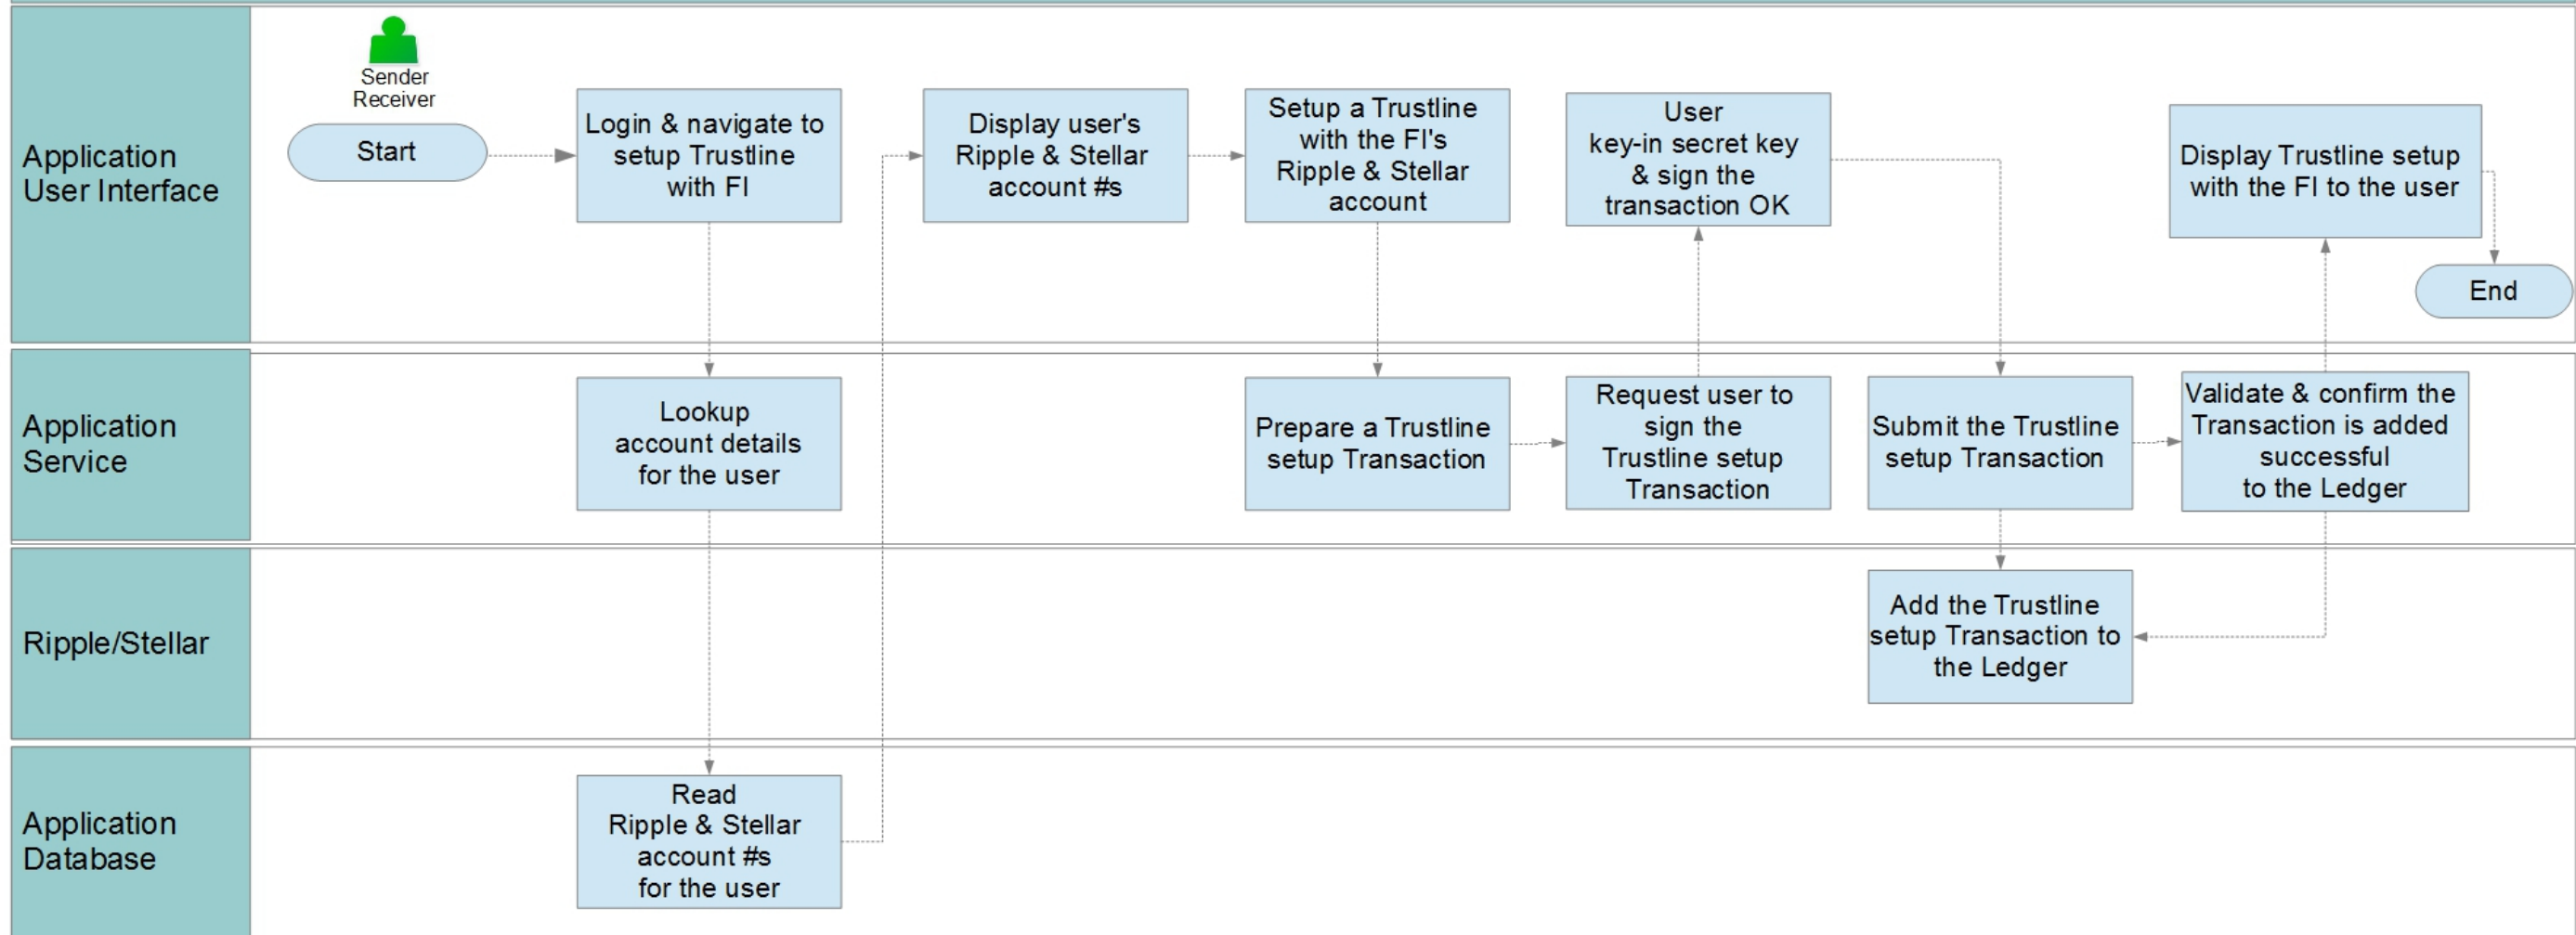 Sender
Receiver
Start
Login & navigate to
setup Trustline
with FI
Display user's
Ripple & Stellar
account #s
Setup a Trustline
with the FI's
Ripple & Stellar
account
User
key-in secret key
& sign the
transaction OK
Display Trustline setup
with the FI to the user
End
Application
User Interface
Application
Service
Lookup
account details
for the user
Prepare a Trustline
setup Transaction
Request user to
sign the
Trustline setup
Transaction
Submit the Trustline
setup Transaction
Validate & confirm the
Transaction is added
successful
to the Ledger
Ripple/Stellar
Add the Trustline
setup Transaction to
the Ledger
Application
Database
Read
Ripple & Stellar
account #s
for the user